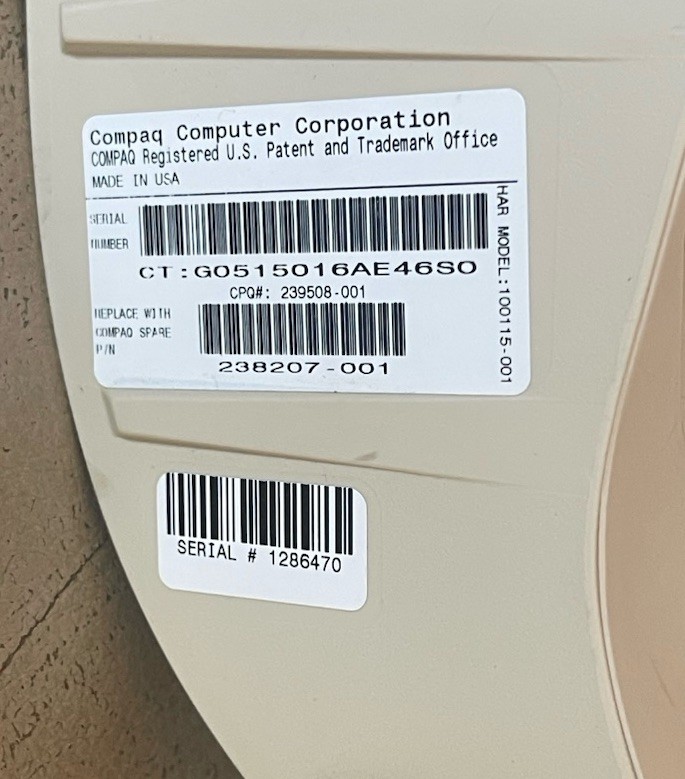 Compaq Computer Corporation
COMPAQ Registered U.S. Patent and Trademark Office
MADE IN USA
SERIAL
NUMBER
CT:G0515016AE46S0
CPQ#: 239508-001
REPLACE WITH
COMPAQ SPARE
P/N
238207-001
HAR MODEL:100115-001
SERIAL # 1286470